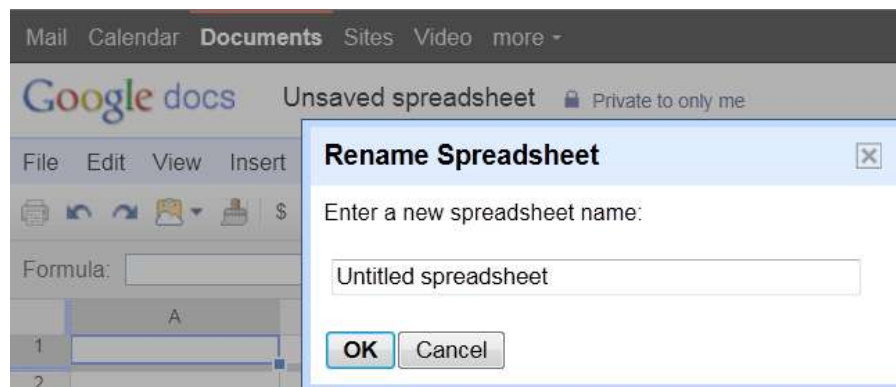 Mail Calendar Documents Sites Video more
Google docs Unsaved spreadsheet Private to only me
File Edit View Insert
Rename Spreadsheet
$
Enter a new spreadsheet name:
Formula:
Untitled spreadsheet
A
1
OK Cancel
2